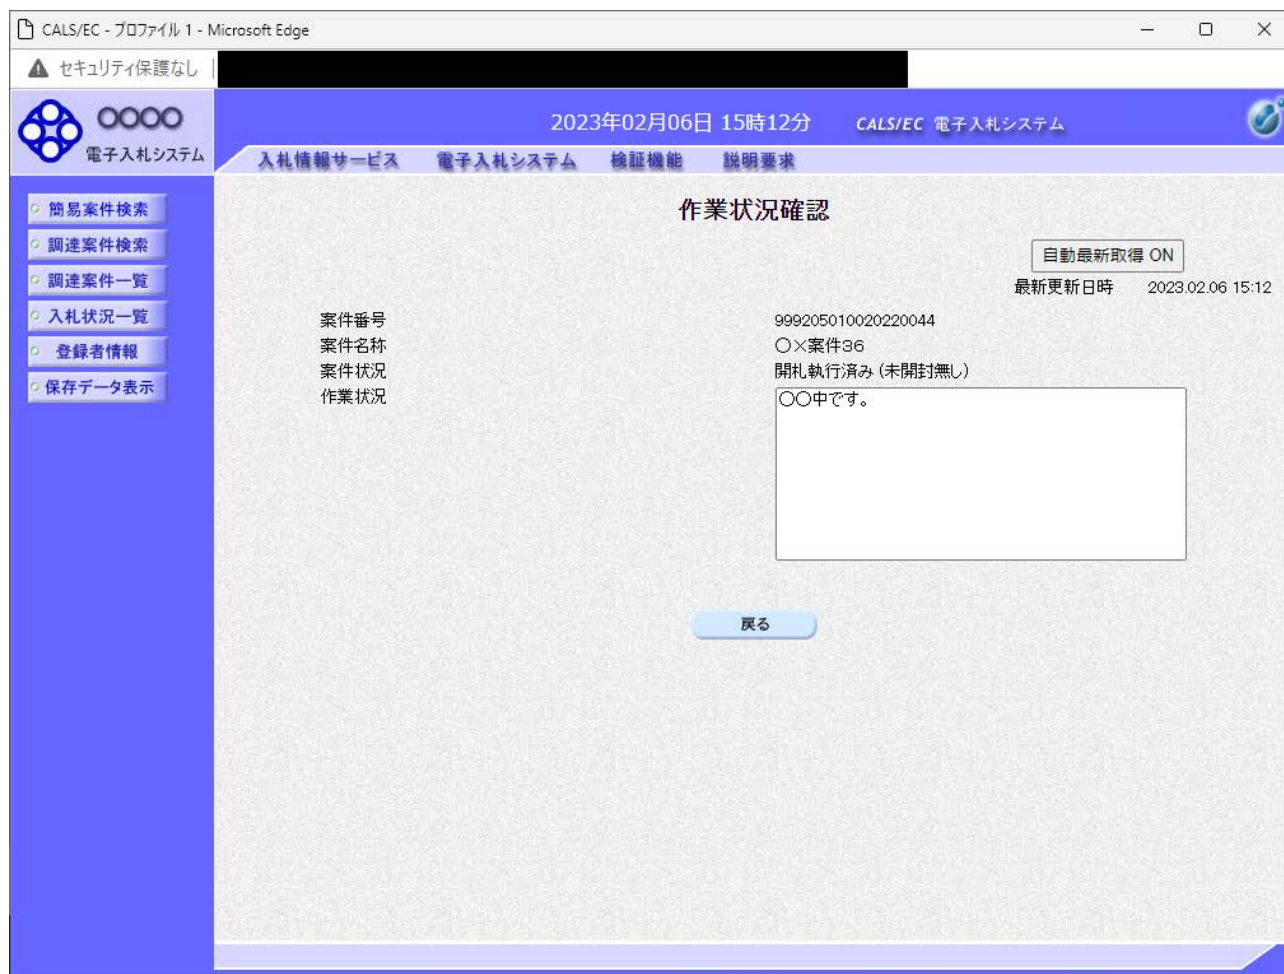 CALS/EC - プロファイル 1 - Microsoft Edge
セキュリティ保護なし
〇〇〇〇
電子入札システム
2023年02月06日 15時12分
CALS/EC 電子入札システム
入札情報サービス 電子入札システム 検証機能 説明要求
簡易案件検索
調達案件検索
調達案件一覧
入札状況一覧
登録者情報
保存データ表示
作業状況確認
自動最新取得 ON
最新更新日時 2023.02.06 15:12
案件番号 999205010020220044
案件名称 〇×案件36
案件状況 開札執行済み(未開封無し)
作業状況 〇〇中です。
戻る